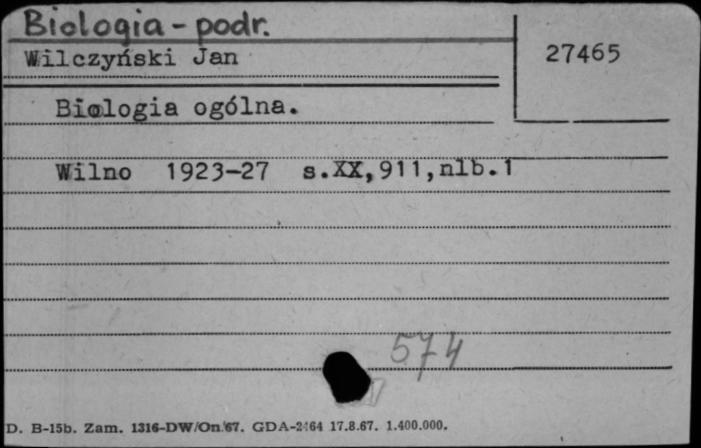 Biologia - podr.
Wilczyński Jan
27465
Biologia ogólna.
Wilno 1923-27 s.XX,911,nlb.1
574
D. B-15b. Zam. 1316-DW/On/67. GDA-2464 17.8.67. 1.400.000.